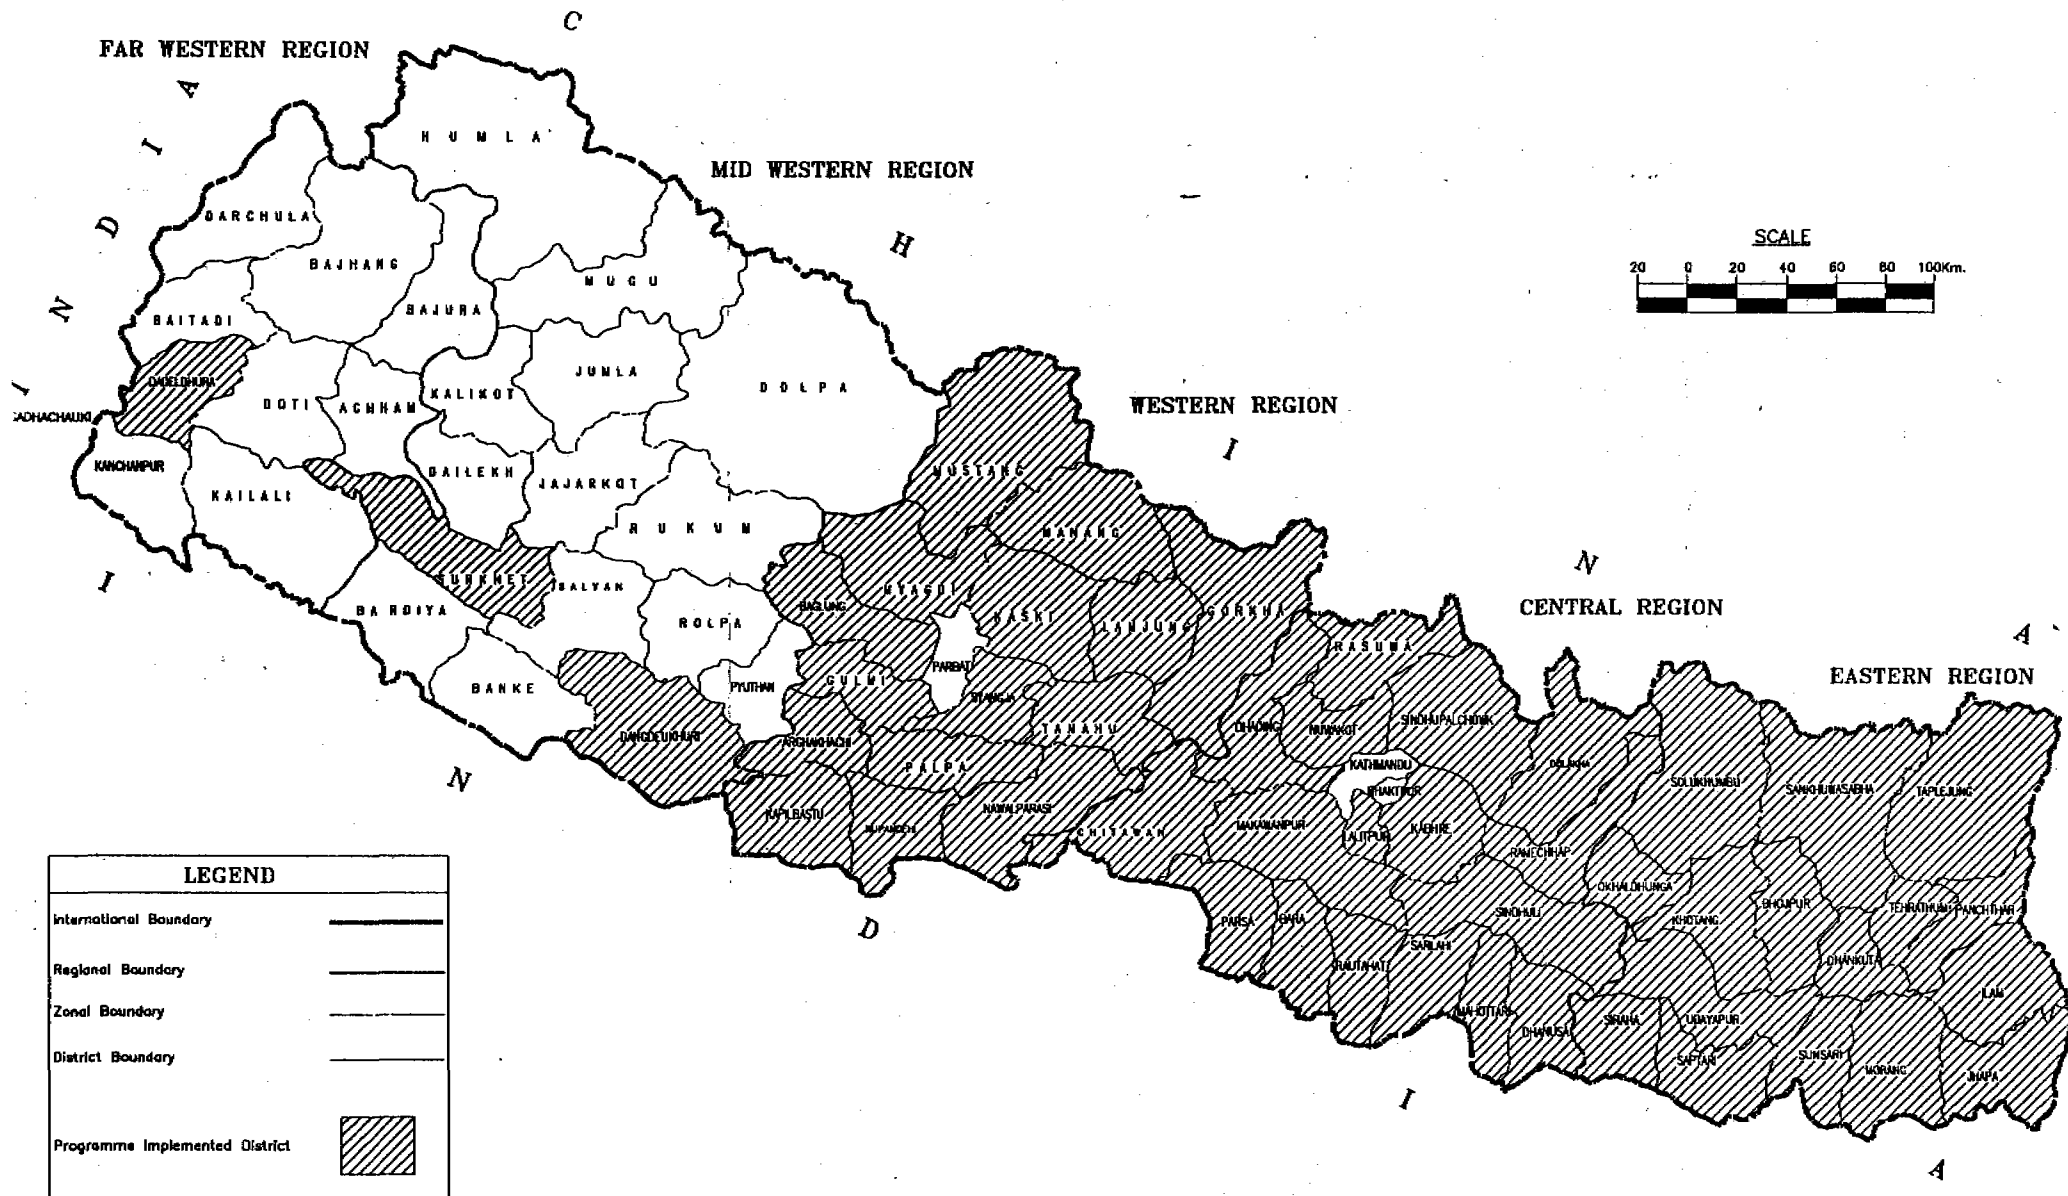 C
FAR WESTERN REGION
A
HUMLA
I
MID WESTERN REGION
DARCHULA
D
SCALE
H
BAJHANG
20 0 20 40 60 80 100Km.
MUGU
N
BAJURA
BAITADI
JUMLA
DADELDHURA
DOLPA
I
KALIKOT
DOTI
ACHHAM
WESTERN REGION
I
KANCHANPUR
DAILEKH
MUSTANG
JAJARKOT
KAILALI
RUKUM
MANANG
N
I
SURKHET
SALYAN
MYAGDI
BARDIYA
BAGLUNG
GORKHA
CENTRAL REGION
KASKI
ROLPA
LAMJUNG
A
RASUWA
PARBAT
EASTERN REGION
GULMI
BANKE
PYUTHAN
SYANGJA
SINDHUPALCHOWK
DHADING
NUWAKOT
TANAHU
DANGDEUKHURI
ARGHAKHACHI
KATHMANDU
DOLAKHA
PALPA
N
SOLUKHUMBU
SANKHUWASABHA
TAPLEJUNG
BHAKTPUR
NAWALPARASI
KAPILBASTU
MAKAWANPUR
RUPANDEHI
KABHRE
CHITAWAN
LALITPUR
RAMECHHAP
LEGEND
OKHALDHUNGA
BHOJPUR
TEHRATHUM
PANCHTHAR
SINDHULI
International Boundary
PARSA
BARA
KHOTANG
D
SARLAHI
DHANKUTA
RAUTAHAT
Regional Boundary
ILAM
Zonal Boundary
MAHOTTARI
SIRAHA
UDAYAPUR
DHANUSA
District Boundary
SAPTARI
SUNSARI
MORANG
JHAPA
I
Programme Implemented District
A